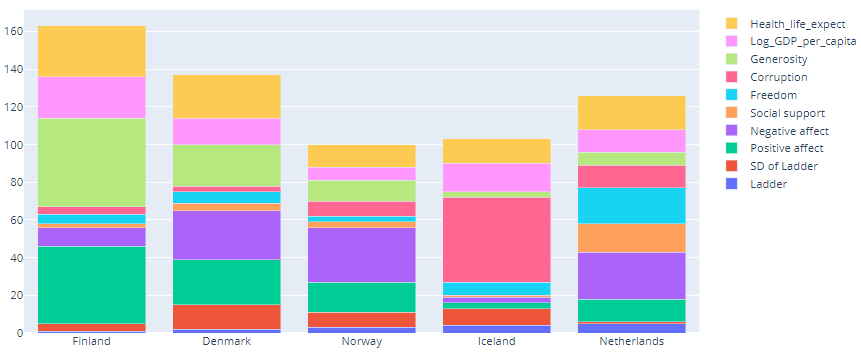 160
140
120
100
80
60
40
20
0
Finland
Denmark
Norway
Iceland
Netherlands
Health_life_expect
Log_GDP_per_capita
Generosity
Corruption
Freedom
Social support
Negative affect
Positive affect
SD of Ladder
Ladder